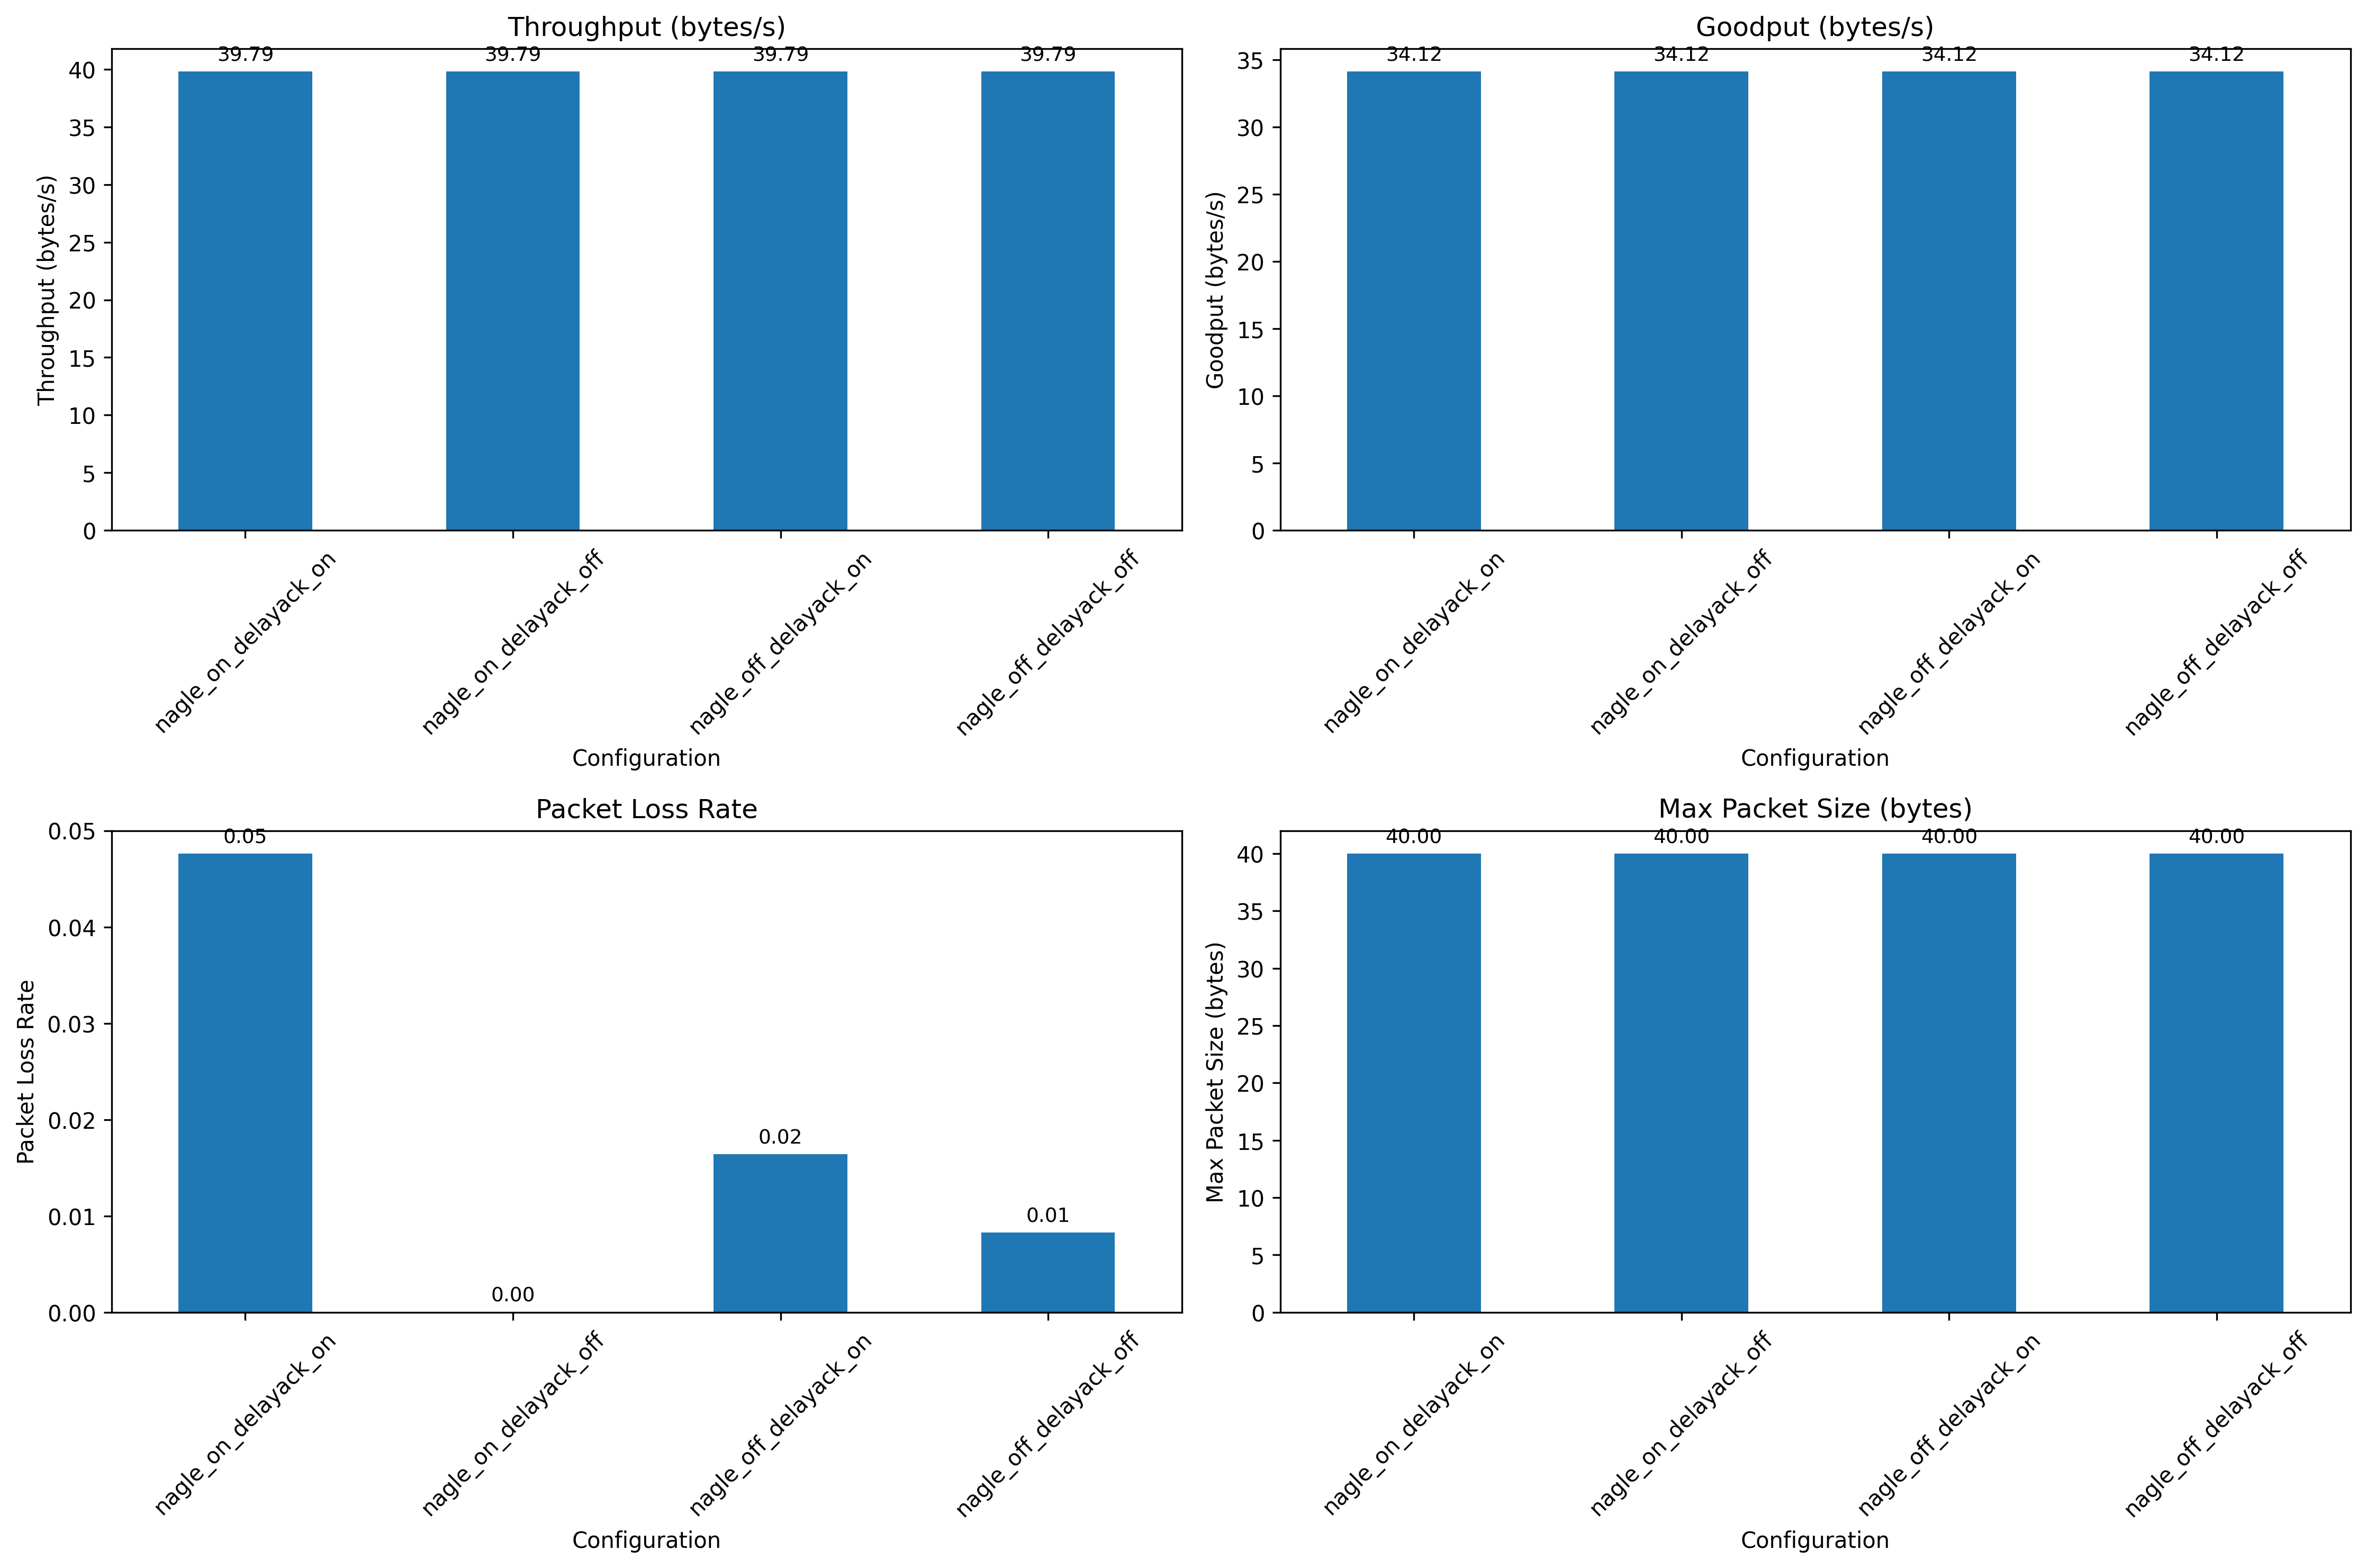 Throughput (bytes/s)
Throughput (bytes/s)
40
35
30
25
20
15
10
5
0
39.79
39.79
39.79
39.79
nagle_on_delayack_on
nagle_on_delayack_off
nagle_off_delayack_on
nagle_off_delayack_off
Configuration
Goodput (bytes/s)
Goodput (bytes/s)
35
30
25
20
15
10
5
0
34.12
34.12
34.12
34.12
nagle_on_delayack_on
nagle_on_delayack_off
nagle_off_delayack_on
nagle_off_delayack_off
Configuration
Packet Loss Rate
Packet Loss Rate
0.05
0.04
0.03
0.02
0.01
0.00
0.05
0.00
0.02
0.01
nagle_on_delayack_on
nagle_on_delayack_off
nagle_off_delayack_on
nagle_off_delayack_off
Configuration
Max Packet Size (bytes)
Max Packet Size (bytes)
40
35
30
25
20
15
10
5
0
40.00
40.00
40.00
40.00
nagle_on_delayack_on
nagle_on_delayack_off
nagle_off_delayack_on
nagle_off_delayack_off
Configuration